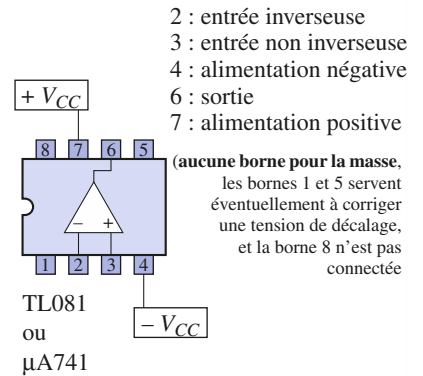 2 : entrée inverseuse
3 : entrée non inverseuse
4 : alimentation négative
6 : sortie
7 : alimentation positive
(aucune borne pour la masse,
les bornes 1 et 5 servent
éventuellement à corriger
une tension de décalage,
et la borne 8 n'est pas
connectée
+ V_CC
8 7 6 5
– +
1 2 3 4
– V_CC
TL081
ou
µA741